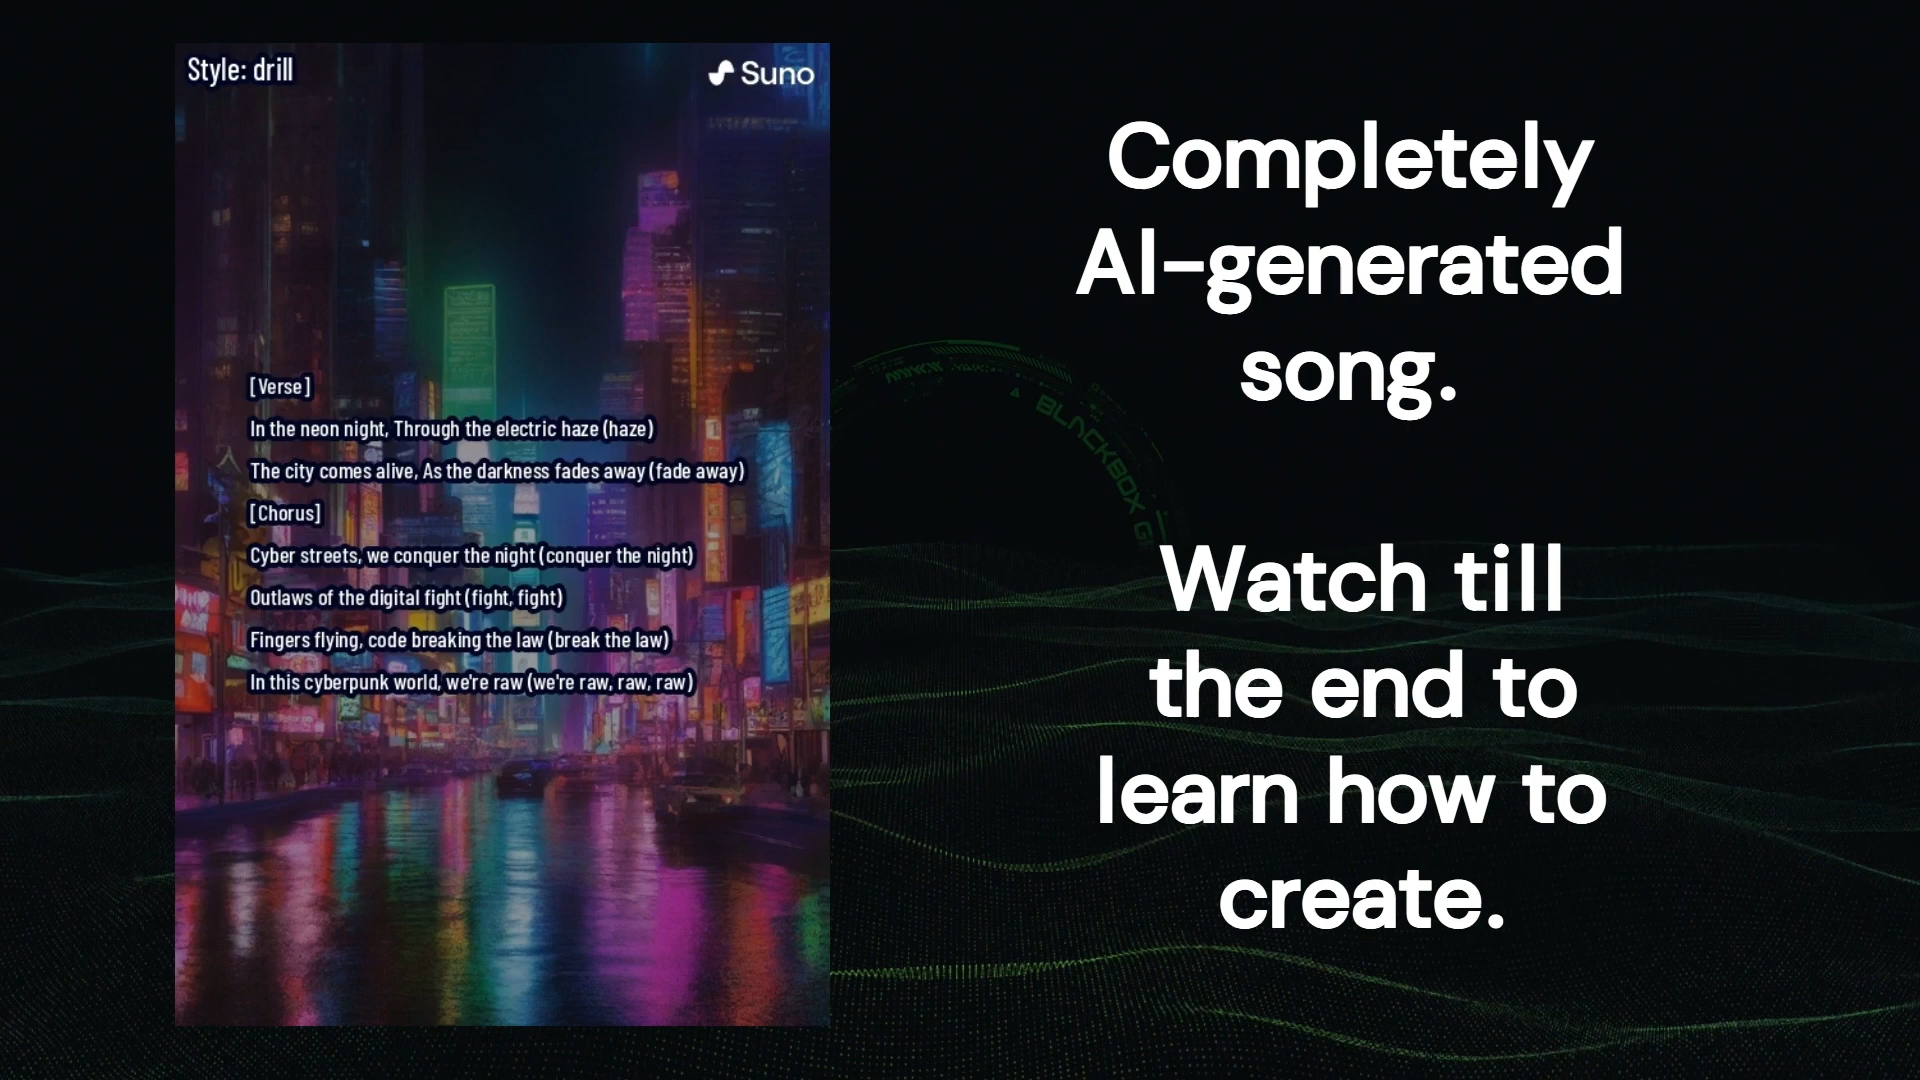 Style: drill
Suno
[Verse]
In the neon night, Through the electric haze (haze)
The city comes alive, As the darkness fades away (fade away)
[Chorus]
Cyber streets, we conquer the night (conquer the night)
Outlaws of the digital fight (fight, fight)
Fingers flying, code breaking the law (break the law)
In this cyberpunk world, we're raw (we're raw, raw, raw)
Completely
AI-generated
song.
Watch till
the end to
learn how to
create.
BLACKBOX